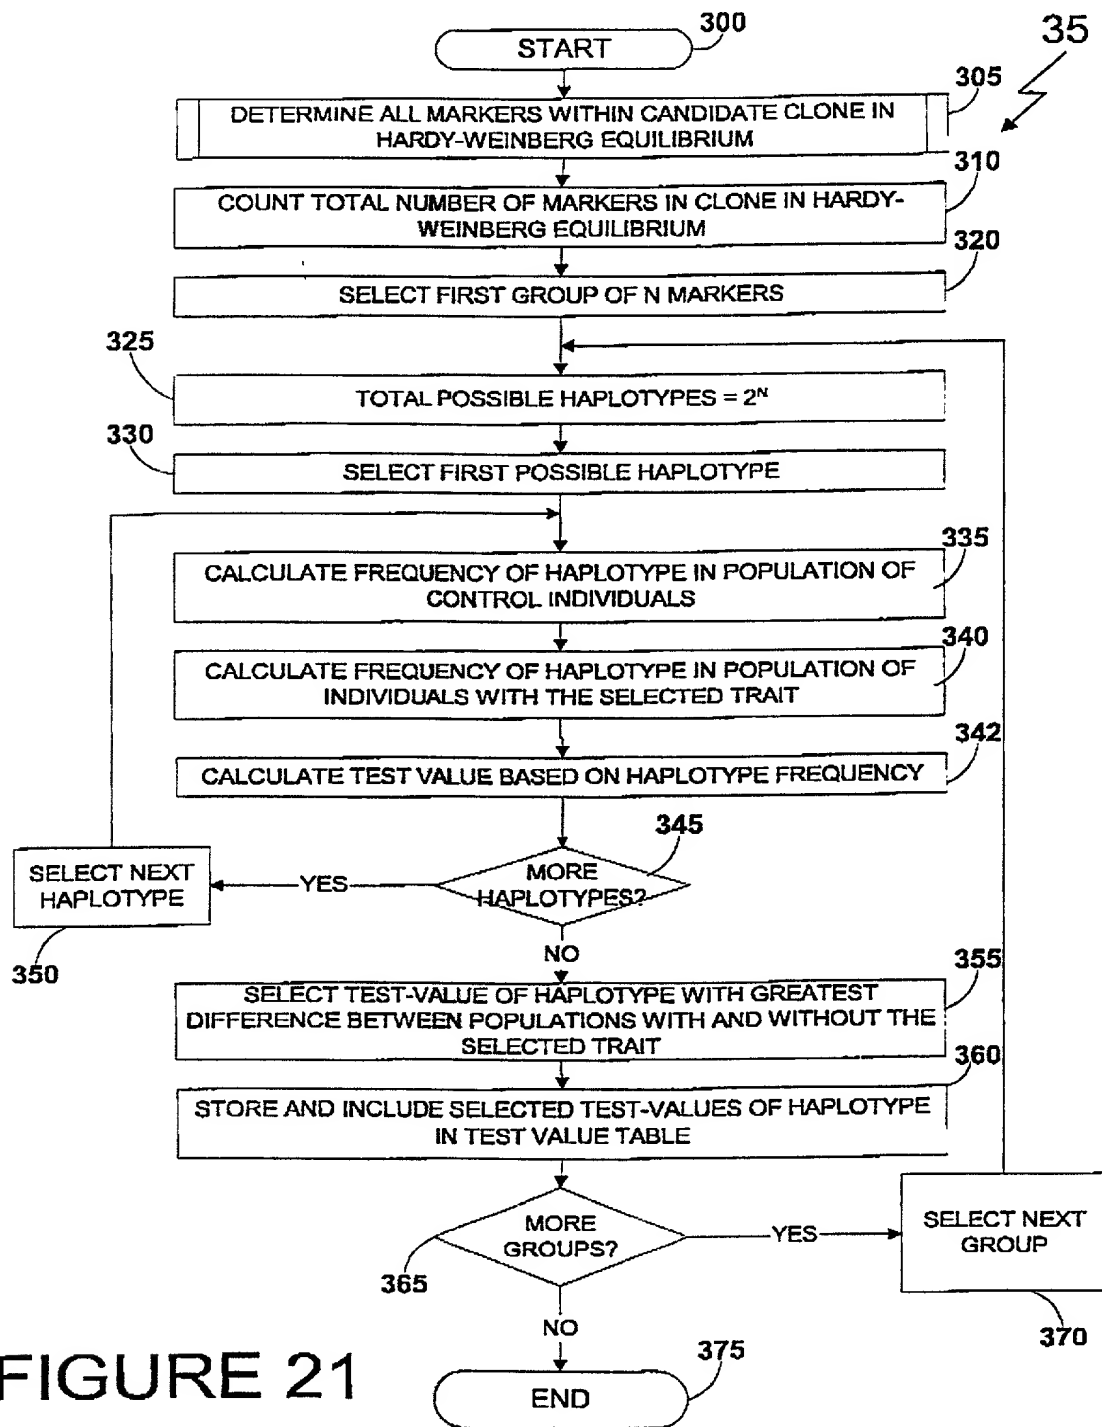 300
START
35
305
DETERMINE ALL MARKERS WITHIN CANDIDATE CLONE IN
HARDY-WEINBERG EQUILIBRIUM
310
COUNT TOTAL NUMBER OF MARKERS IN CLONE IN HARDY-
WEINBERG EQUILIBRIUM
320
SELECT FIRST GROUP OF N MARKERS
325
TOTAL POSSIBLE HAPLOTYPES = 2ᴺ
330
SELECT FIRST POSSIBLE HAPLOTYPE
335
CALCULATE FREQUENCY OF HAPLOTYPE IN POPULATION OF
CONTROL INDIVIDUALS
340
CALCULATE FREQUENCY OF HAPLOTYPE IN POPULATION OF
INDIVIDUALS WITH THE SELECTED TRAIT
342
CALCULATE TEST VALUE BASED ON HAPLOTYPE FREQUENCY
345
MORE
HAPLOTYPES?
YES
SELECT NEXT
HAPLOTYPE
350
NO
355
SELECT TEST-VALUE OF HAPLOTYPE WITH GREATEST
DIFFERENCE BETWEEN POPULATIONS WITH AND WITHOUT THE
SELECTED TRAIT
360
STORE AND INCLUDE SELECTED TEST-VALUES OF HAPLOTYPE
IN TEST VALUE TABLE
MORE
GROUPS?
365
YES
SELECT NEXT
GROUP
370
NO
375
END
FIGURE 21